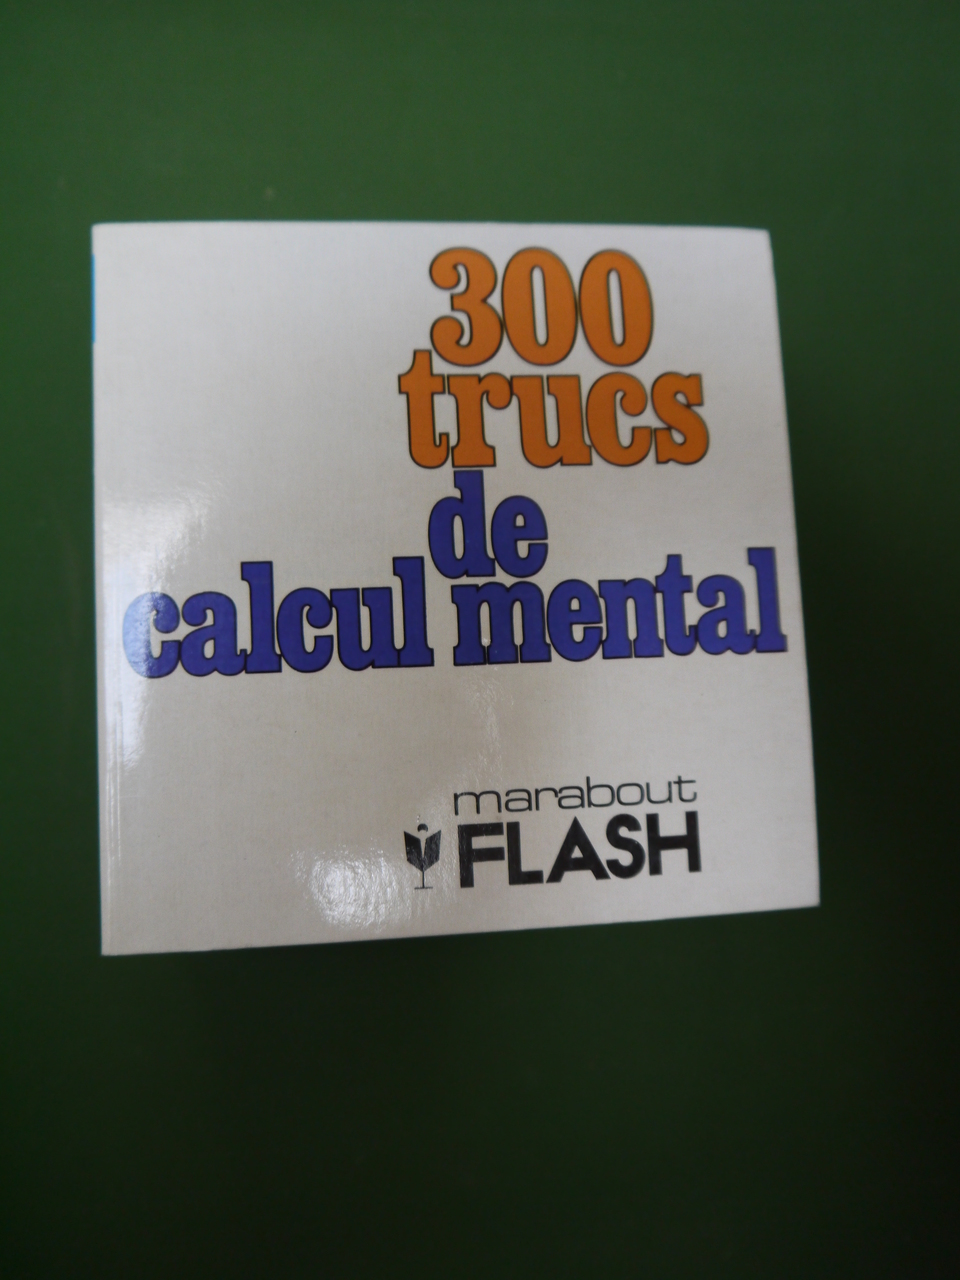 300
trucs
de
calcul mental
marabout
FLASH